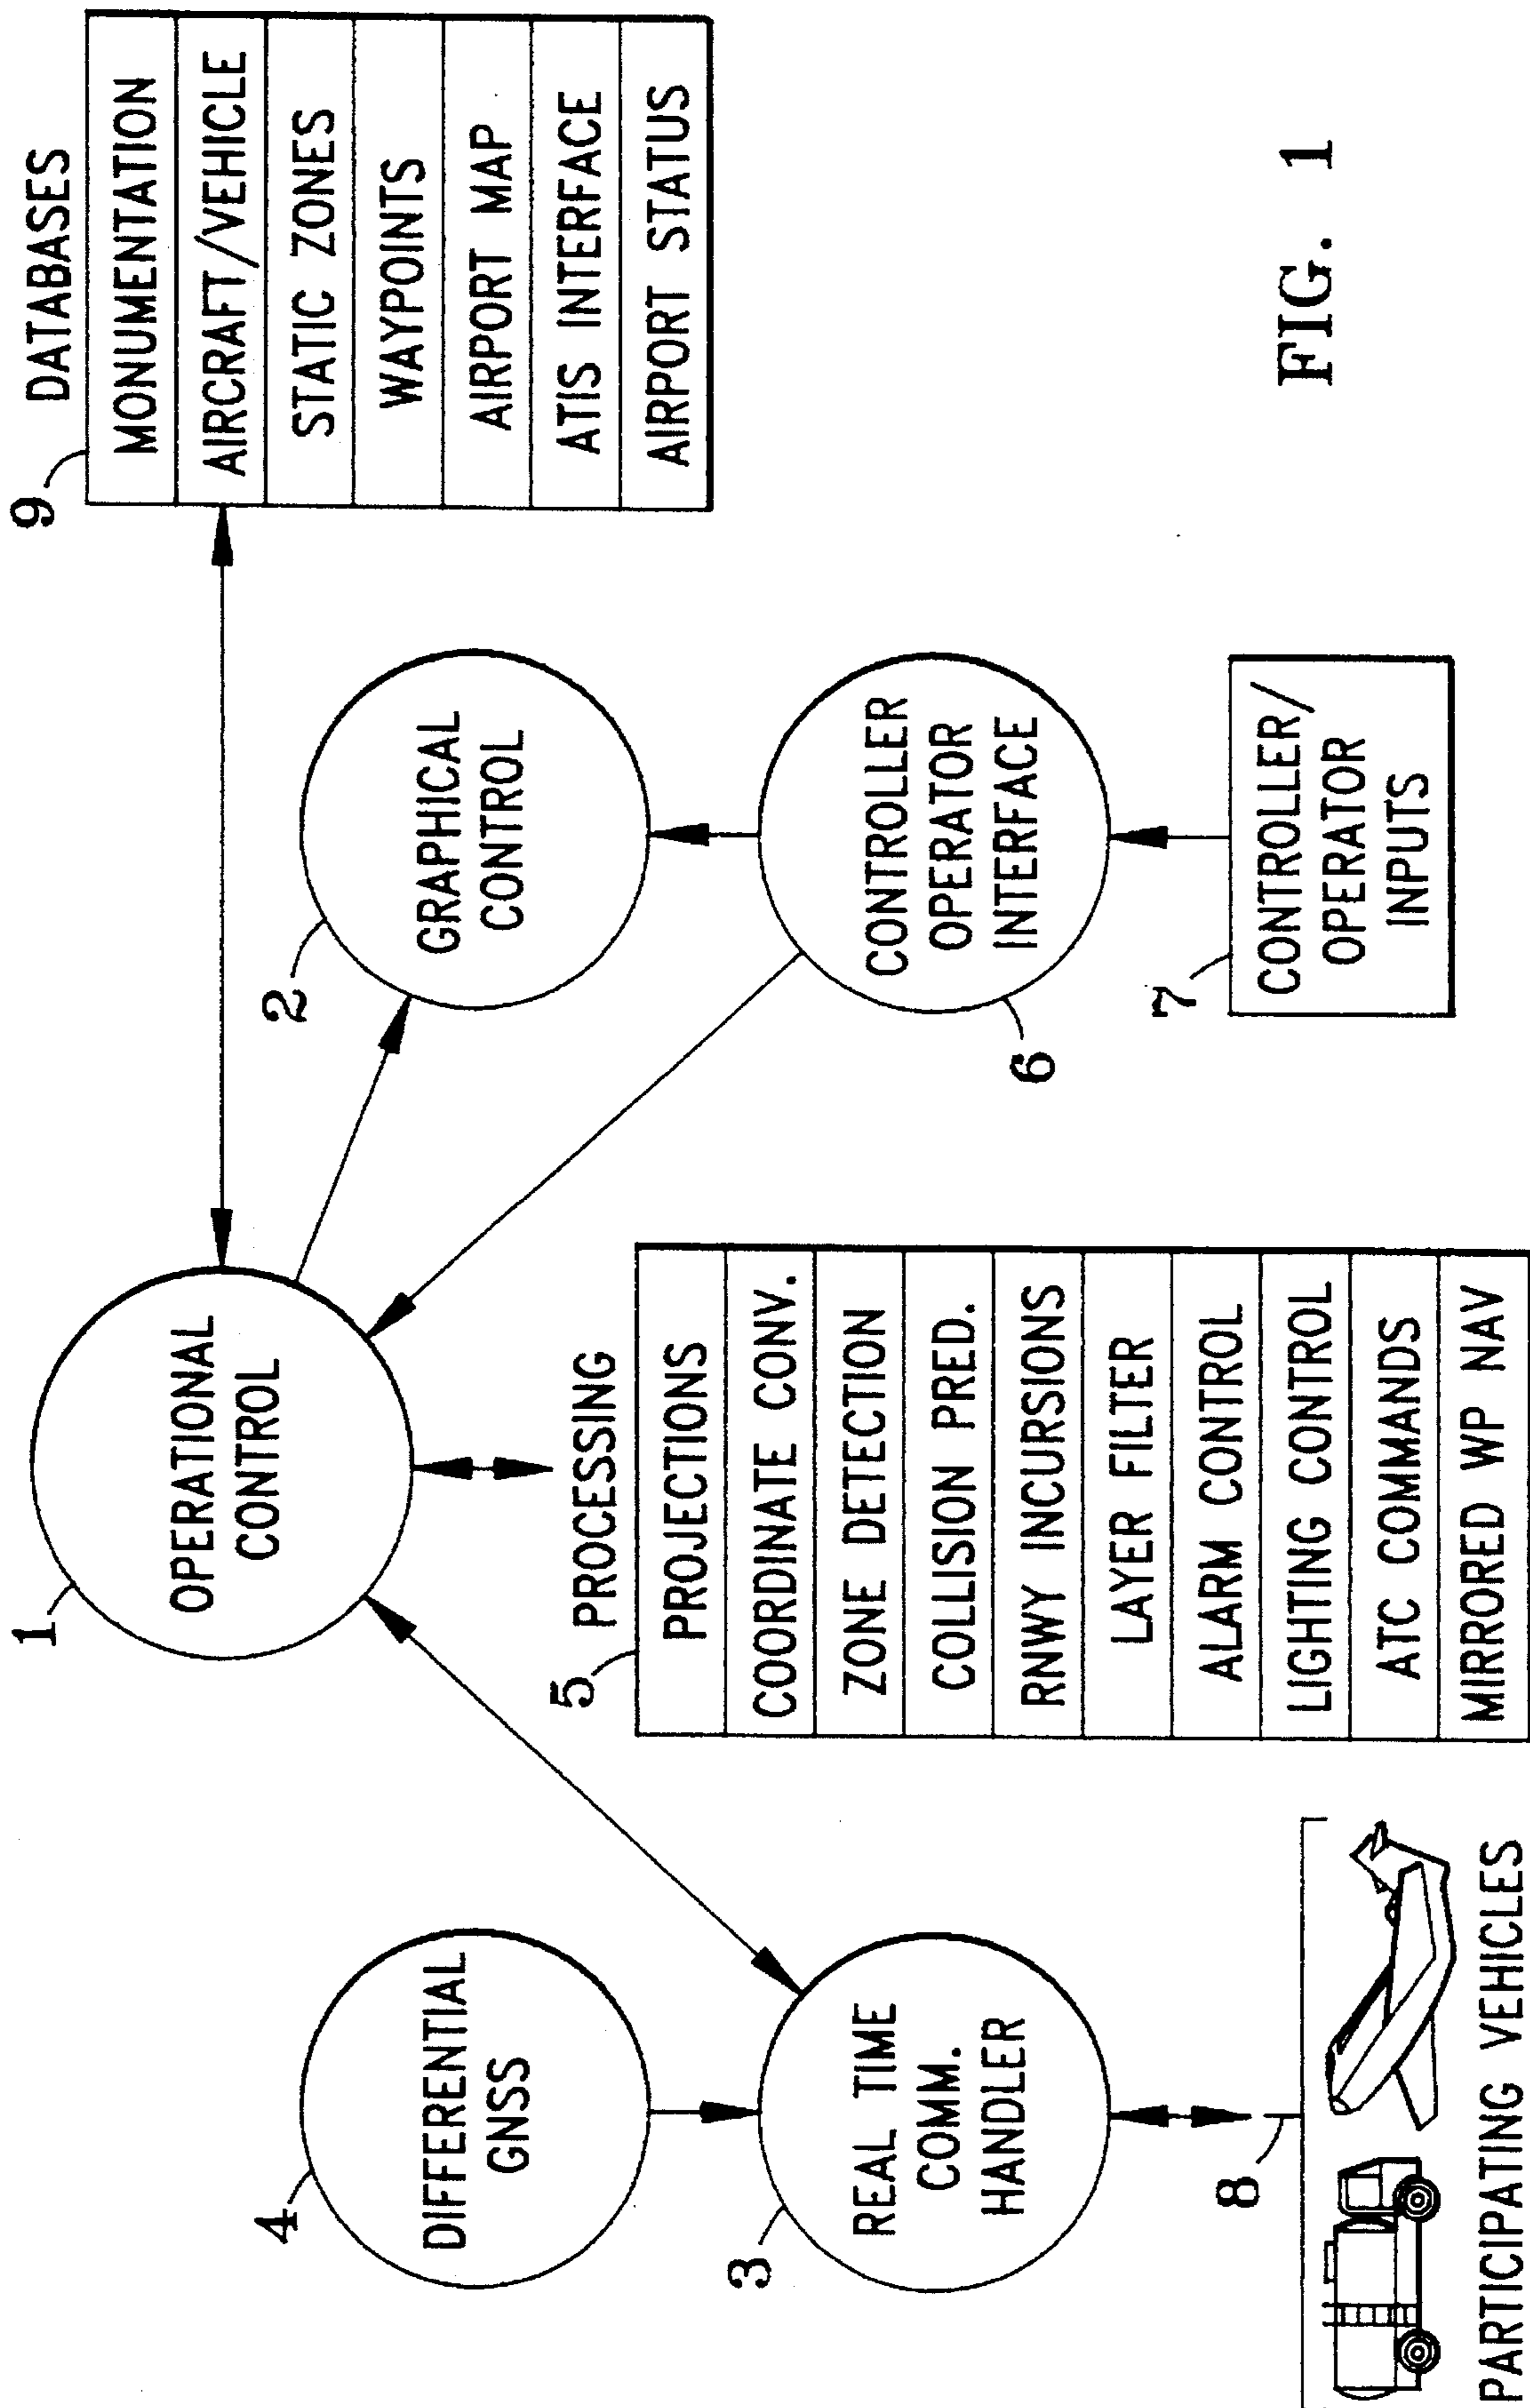 1
OPERATIONAL
CONTROL
9
DATABASES
MONUMENTATION
AIRCRAFT/VEHICLE
STATIC ZONES
WAYPOINTS
AIRPORT MAP
ATIS INTERFACE
AIRPORT STATUS
4
DIFFERENTIAL
GNSS
2
GRAPHICAL
CONTROL
3
REAL TIME
COMM.
HANDLER
5
PROCESSING
PROJECTIONS
COORDINATE CONV.
ZONE DETECTION
COLLISION PRED.
RNWY INCURSIONS
LAYER FILTER
ALARM CONTROL
LIGHTING CONTROL
ATC COMMANDS
MIRRORED WP NAV
6
CONTROLLER
OPERATOR
INTERFACE
7
CONTROLLER/
OPERATOR
INPUTS
8
PARTICIPATING VEHICLES
FIG. 1